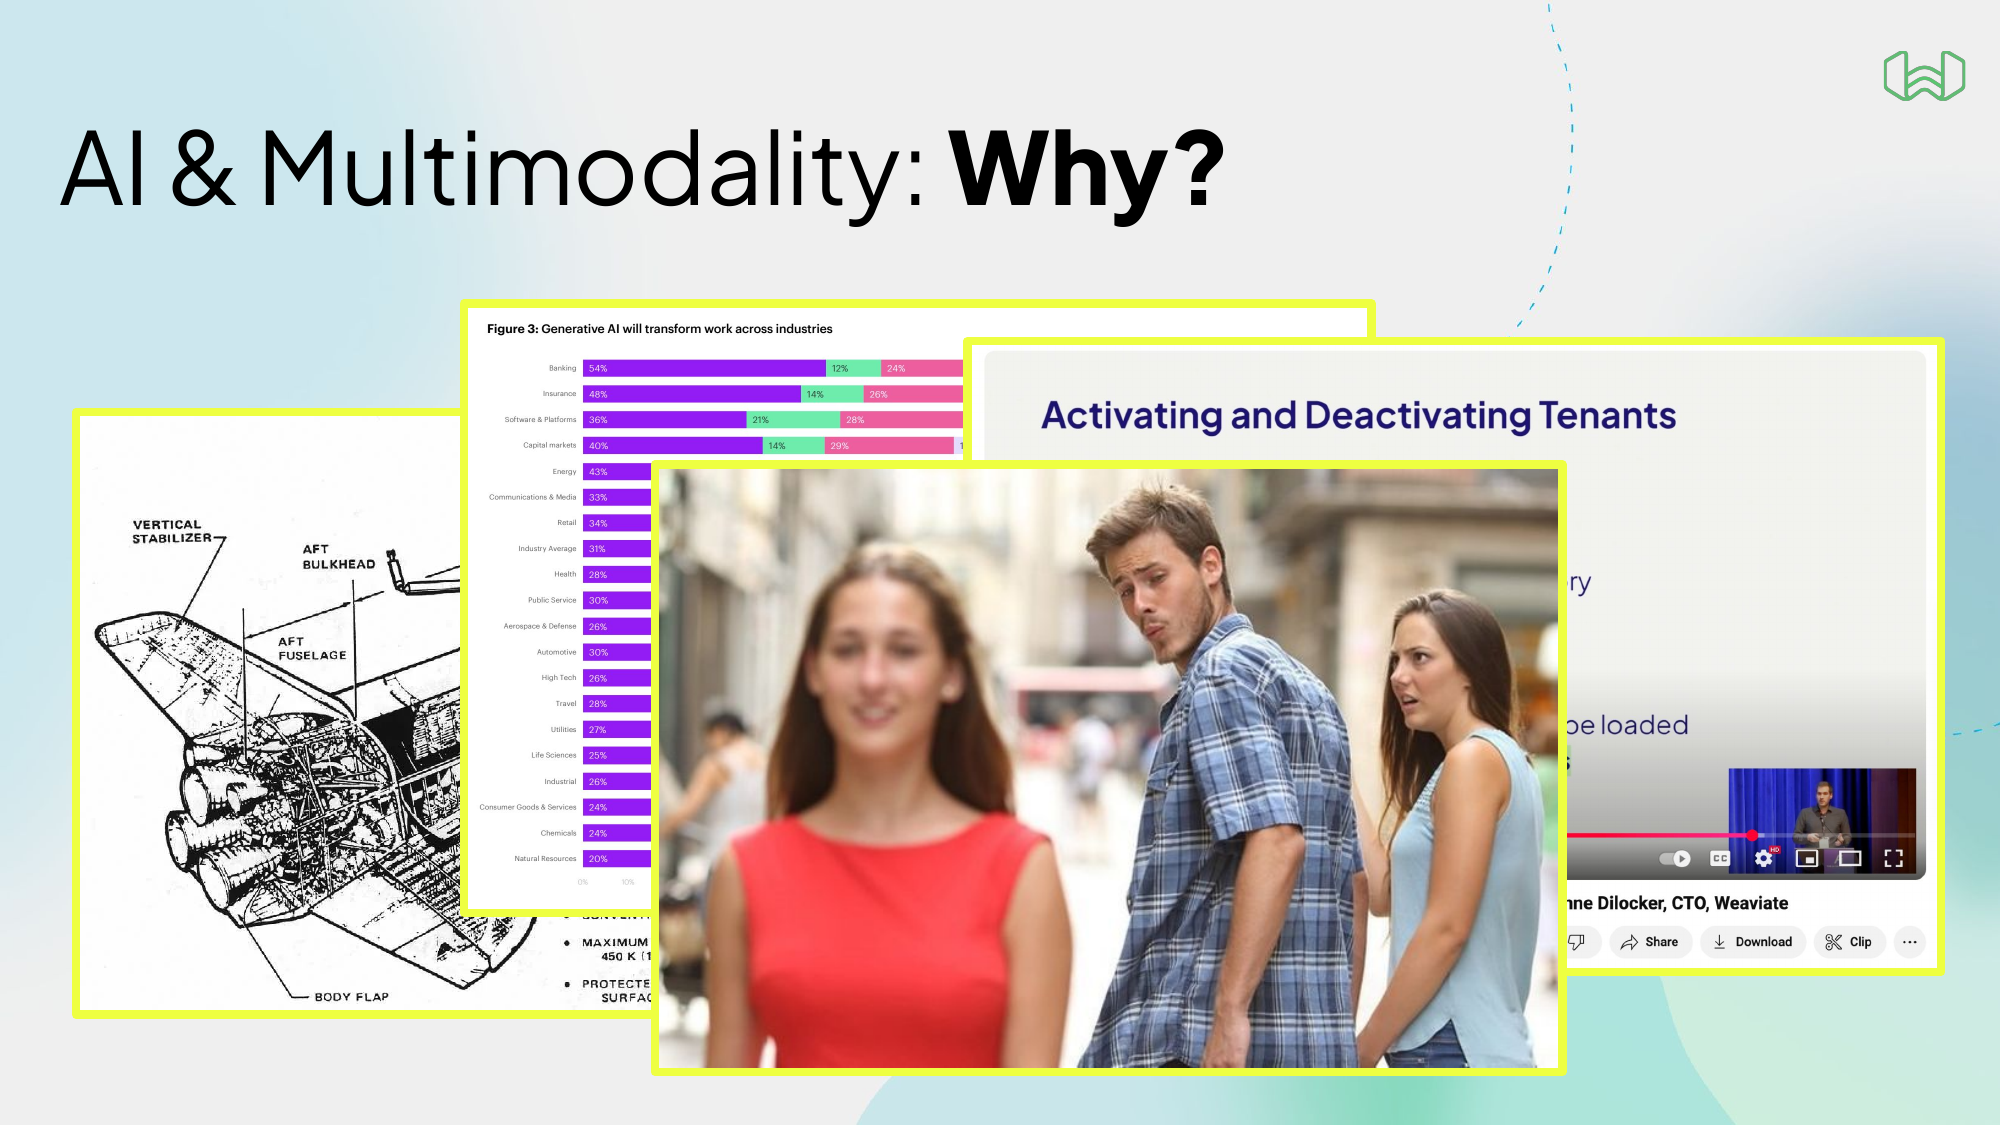 AI & Multimodality: Why?
Figure 3: Generative AI will transform work across industries
Banking 54% 12% 24%
Insurance 48% 14% 26%
Software & Platforms 36% 21% 28%
Capital markets 40% 14% 29% 1
Energy 43%
Communications & Media 33%
Retail 34%
Industry Average 31%
Health 28%
Public Service 30%
Aerospace & Defense 26%
Automotive 30%
High Tech 26%
Travel 28%
Utilities 27%
Life Sciences 25%
Industrial 26%
Consumer Goods & Services 24%
Chemicals 24%
Natural Resources 20%
0% 10%
Activating and Deactivating Tenants
ory
be loaded
s
HD
CC
nne Dilocker, CTO, Weaviate
Share Download Clip
VERTICAL
STABILIZER
AFT
BULKHEAD
AFT
FUSELAGE
BODY FLAP
• MAXIMUM
450 K (1
• PROTECTE
SURFAC